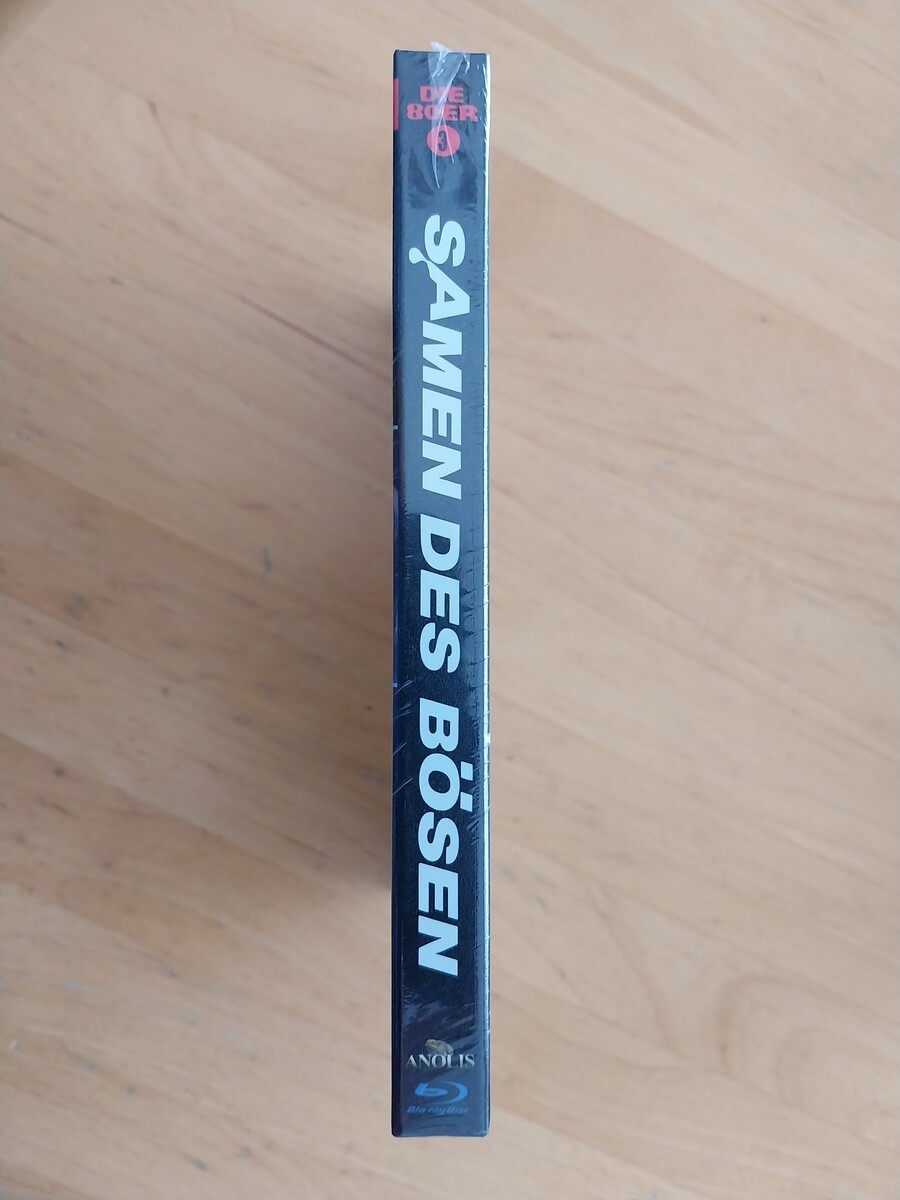 DIE
80ER
3
SAMEN DES BÖSEN
ANOLIS
Blu-ray Disc